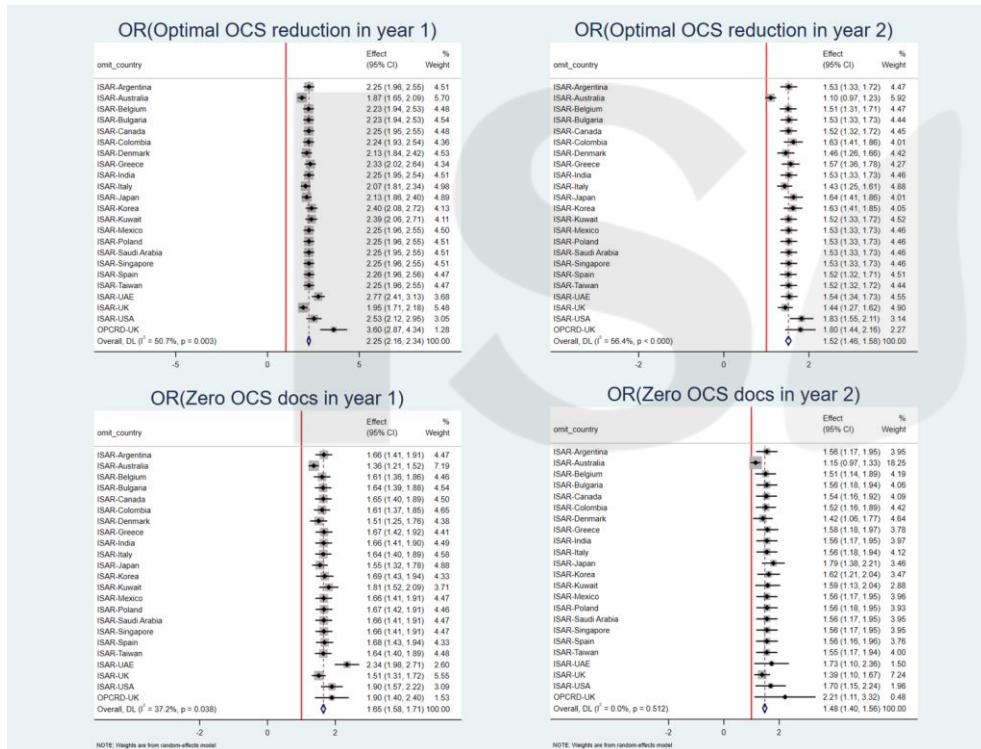 OR(Optimal OCS reduction in year 1)
Effect %
omit_country (95% CI) Weight
ISAR-Argentina 2.25 (1.96, 2.55) 4.51
ISAR-Australia 1.87 (1.65, 2.09) 5.70
ISAR-Belgium 2.23 (1.94, 2.53) 4.48
ISAR-Bulgaria 2.23 (1.94, 2.53) 4.54
ISAR-Canada 2.25 (1.95, 2.55) 4.48
ISAR-Colombia 2.24 (1.93, 2.54) 4.36
ISAR-Denmark 2.13 (1.84, 2.42) 4.53
ISAR-Greece 2.33 (2.02, 2.64) 4.34
ISAR-India 2.25 (1.95, 2.54) 4.51
ISAR-Italy 2.07 (1.81, 2.34) 4.98
ISAR-Japan 2.13 (1.86, 2.40) 4.89
ISAR-Korea 2.40 (2.08, 2.72) 4.13
ISAR-Kuwait 2.39 (2.06, 2.71) 4.11
ISAR-Mexico 2.25 (1.96, 2.55) 4.50
ISAR-Poland 2.25 (1.96, 2.55) 4.51
ISAR-Saudi Arabia 2.25 (1.95, 2.55) 4.51
ISAR-Singapore 2.25 (1.96, 2.55) 4.51
ISAR-Spain 2.26 (1.96, 2.56) 4.47
ISAR-Taiwan 2.25 (1.96, 2.55) 4.47
ISAR-UAE 2.77 (2.41, 3.13) 3.68
ISAR-UK 1.95 (1.71, 2.18) 5.48
ISAR-USA 2.53 (2.12, 2.95) 3.05
OPCRD-UK 3.60 (2.87, 4.34) 1.28
Overall, DL (I² = 50.7%, p = 0.003) 2.25 (2.16, 2.34) 100.00
-5 0 5
OR(Optimal OCS reduction in year 2)
Effect %
omit_country (95% CI) Weight
ISAR-Argentina 1.53 (1.33, 1.72) 4.47
ISAR-Australia 1.10 (0.97, 1.23) 5.92
ISAR-Belgium 1.51 (1.31, 1.71) 4.47
ISAR-Bulgaria 1.53 (1.33, 1.73) 4.44
ISAR-Canada 1.52 (1.32, 1.72) 4.45
ISAR-Colombia 1.63 (1.41, 1.86) 4.01
ISAR-Denmark 1.46 (1.26, 1.66) 4.42
ISAR-Greece 1.57 (1.36, 1.78) 4.27
ISAR-India 1.53 (1.33, 1.73) 4.46
ISAR-Italy 1.43 (1.25, 1.61) 4.88
ISAR-Japan 1.64 (1.41, 1.86) 4.01
ISAR-Korea 1.63 (1.41, 1.85) 4.05
ISAR-Kuwait 1.52 (1.33, 1.72) 4.52
ISAR-Mexico 1.53 (1.33, 1.73) 4.46
ISAR-Poland 1.53 (1.33, 1.73) 4.46
ISAR-Saudi Arabia 1.53 (1.33, 1.73) 4.46
ISAR-Singapore 1.53 (1.33, 1.73) 4.46
ISAR-Spain 1.52 (1.32, 1.71) 4.51
ISAR-Taiwan 1.52 (1.32, 1.72) 4.44
ISAR-UAE 1.54 (1.34, 1.73) 4.55
ISAR-UK 1.44 (1.27, 1.62) 4.90
ISAR-USA 1.83 (1.55, 2.11) 3.14
OPCRD-UK 1.80 (1.44, 2.16) 2.27
Overall, DL (I² = 56.4%, p < 0.000) 1.52 (1.46, 1.58) 100.00
-2 0 2
OR(Zero OCS docs in year 1)
Effect %
omit_country (95% CI) Weight
ISAR-Argentina 1.66 (1.41, 1.91) 4.47
ISAR-Australia 1.36 (1.21, 1.52) 7.19
ISAR-Belgium 1.61 (1.36, 1.86) 4.46
ISAR-Bulgaria 1.64 (1.39, 1.88) 4.54
ISAR-Canada 1.65 (1.40, 1.89) 4.50
ISAR-Colombia 1.61 (1.37, 1.85) 4.65
ISAR-Denmark 1.51 (1.25, 1.76) 4.38
ISAR-Greece 1.67 (1.42, 1.92) 4.41
ISAR-India 1.66 (1.41, 1.90) 4.49
ISAR-Italy 1.64 (1.40, 1.89) 4.58
ISAR-Japan 1.55 (1.32, 1.78) 4.88
ISAR-Korea 1.69 (1.43, 1.94) 4.33
ISAR-Kuwait 1.81 (1.52, 2.09) 3.71
ISAR-Mexico 1.66 (1.41, 1.91) 4.47
ISAR-Poland 1.67 (1.42, 1.91) 4.46
ISAR-Saudi Arabia 1.66 (1.41, 1.91) 4.47
ISAR-Singapore 1.66 (1.41, 1.91) 4.47
ISAR-Spain 1.68 (1.43, 1.94) 4.33
ISAR-Taiwan 1.64 (1.40, 1.89) 4.48
ISAR-UAE 2.34 (1.98, 2.71) 2.60
ISAR-UK 1.51 (1.31, 1.72) 5.55
ISAR-USA 1.90 (1.57, 2.22) 3.09
OPCRD-UK 1.90 (1.40, 2.40) 1.53
Overall, DL (I² = 37.2%, p = 0.038) 1.65 (1.58, 1.71) 100.00
-2 0 2
NOTE: Weights are from random-effects model
OR(Zero OCS docs in year 2)
Effect %
omit_country (95% CI) Weight
ISAR-Argentina 1.56 (1.17, 1.95) 3.95
ISAR-Australia 1.15 (0.97, 1.33) 18.25
ISAR-Belgium 1.51 (1.14, 1.89) 4.19
ISAR-Bulgaria 1.56 (1.18, 1.94) 4.06
ISAR-Canada 1.54 (1.16, 1.92) 4.09
ISAR-Colombia 1.52 (1.16, 1.89) 4.42
ISAR-Denmark 1.42 (1.06, 1.77) 4.64
ISAR-Greece 1.58 (1.18, 1.97) 3.78
ISAR-India 1.56 (1.17, 1.95) 3.97
ISAR-Italy 1.56 (1.18, 1.94) 4.12
ISAR-Japan 1.79 (1.38, 2.21) 3.46
ISAR-Korea 1.62 (1.21, 2.04) 3.47
ISAR-Kuwait 1.59 (1.13, 2.04) 2.88
ISAR-Mexico 1.56 (1.17, 1.95) 3.96
ISAR-Poland 1.56 (1.18, 1.95) 3.93
ISAR-Saudi Arabia 1.56 (1.17, 1.95) 3.95
ISAR-Singapore 1.56 (1.17, 1.95) 3.95
ISAR-Spain 1.56 (1.16, 1.96) 3.76
ISAR-Taiwan 1.55 (1.17, 1.94) 4.00
ISAR-UAE 1.73 (1.10, 2.36) 1.50
ISAR-UK 1.39 (1.10, 1.67) 7.24
ISAR-USA 1.70 (1.15, 2.24) 1.96
OPCRD-UK 2.21 (1.11, 3.32) 0.48
Overall, DL (I² = 0.0%, p = 0.512) 1.48 (1.40, 1.56) 100.00
-2 0 2
NOTE: Weights are from random-effects model